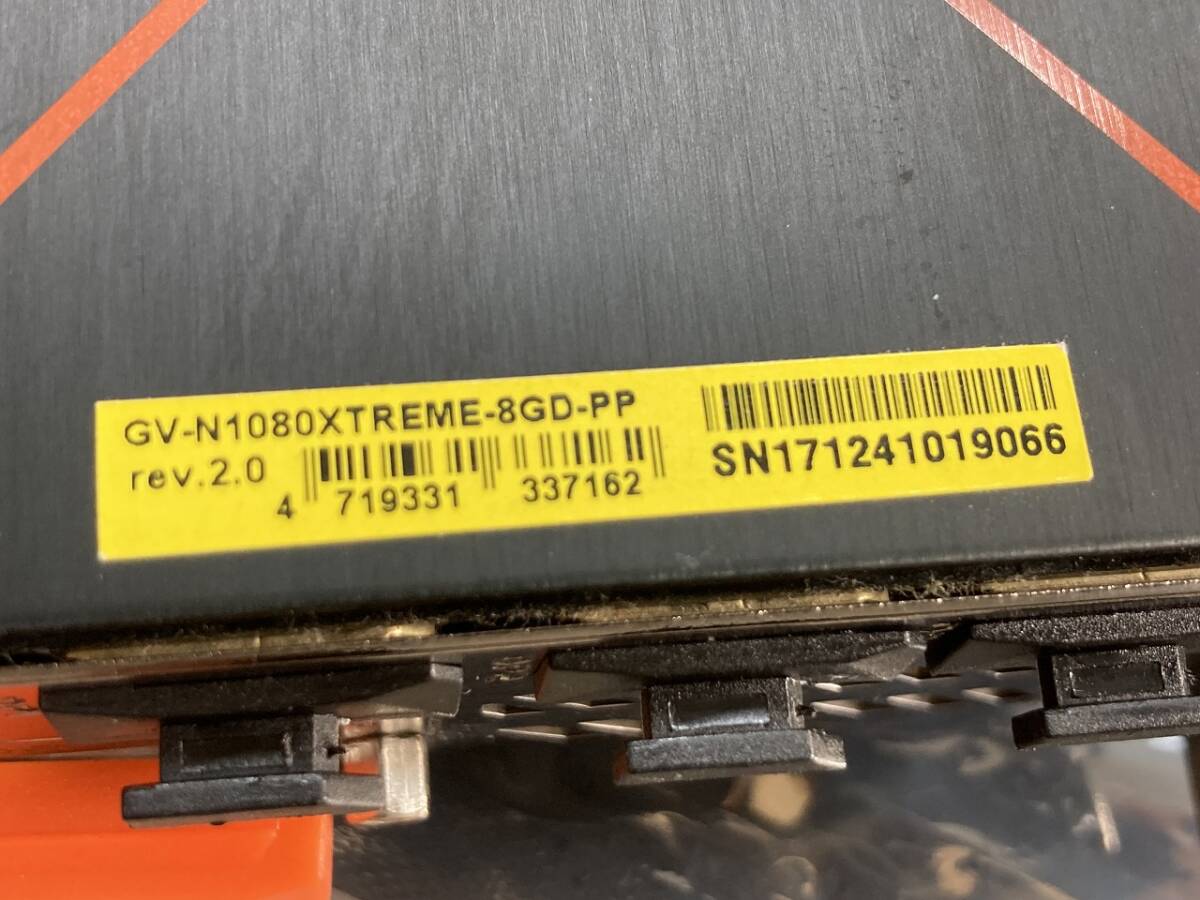 GV-N1080XTREME-8GD-PP
rev.2.0
4 719331 337162
SN171241019066